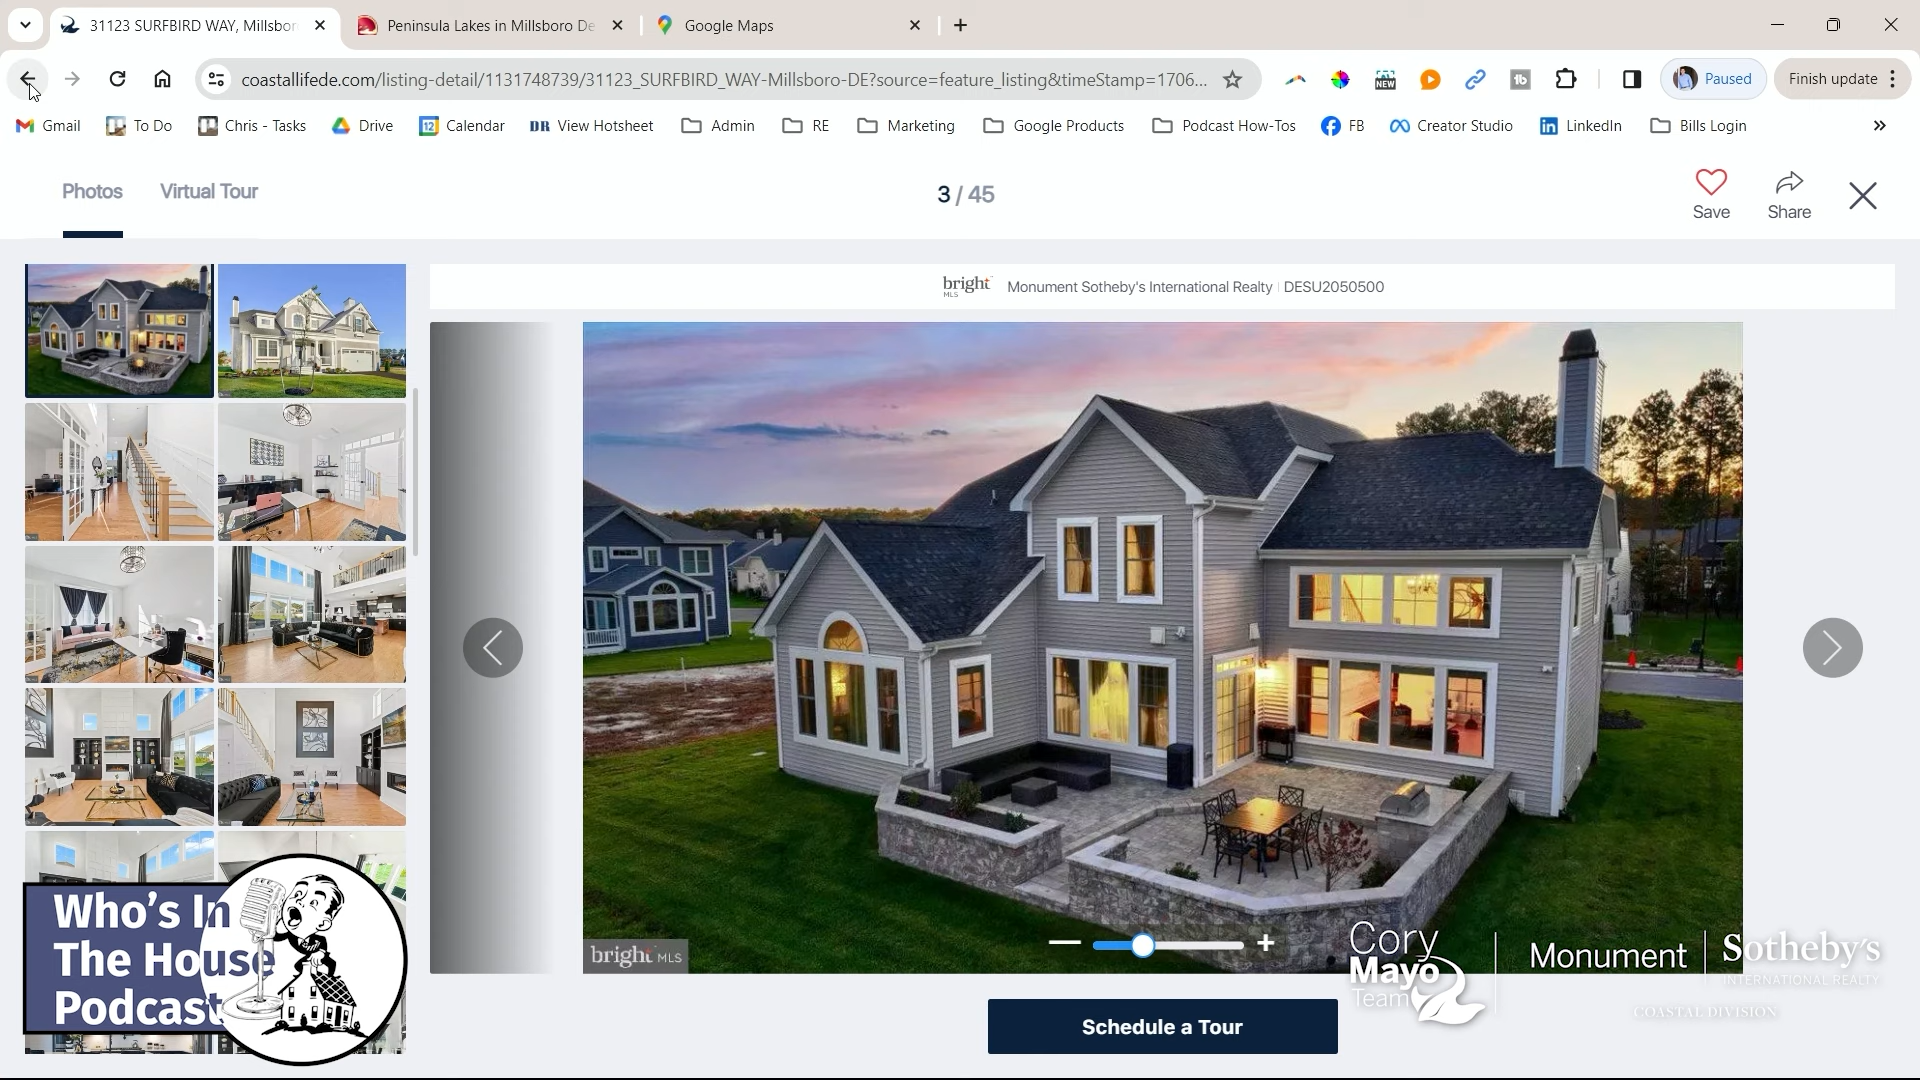 31123 SURFBIRD WAY, Millsbor
Peninsula Lakes in Millsboro De
Google Maps
coastallifede.com/listing-detail/1131748739/31123_SURFBIRD_WAY-Millsboro-DE?source=feature_listing&timeStamp=1706...
NEW
Paused
Finish update
Gmail
To Do
Chris - Tasks
Drive
Calendar
DR View Hotsheet
Admin
RE
Marketing
Google Products
Podcast How-Tos
FB
Creator Studio
LinkedIn
Bills Login
Photos
Virtual Tour
3 / 45
Save
Share
bright MLS
Monument Sotheby's International Realty | DESU2050500
bright MLS
Who's In
The House
Podcast
Cory
Mayo
Team
Monument
Sotheby's
INTERNATIONAL REALTY
COASTAL DIVISION
Schedule a Tour